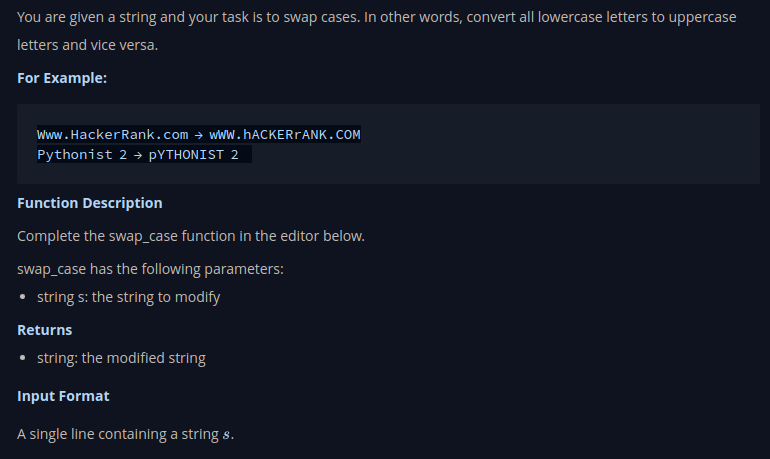 You are given a string and your task is to swap cases. In other words, convert all lowercase letters to uppercase
letters and vice versa.
For Example:
Www.HackerRank.com → wWW.hACKERrANK.COM
Pythonist 2 → pYTHONIST 2
Function Description
Complete the swap_case function in the editor below.
swap_case has the following parameters:
• string s: the string to modify
Returns
• string: the modified string
Input Format
A single line containing a string s.